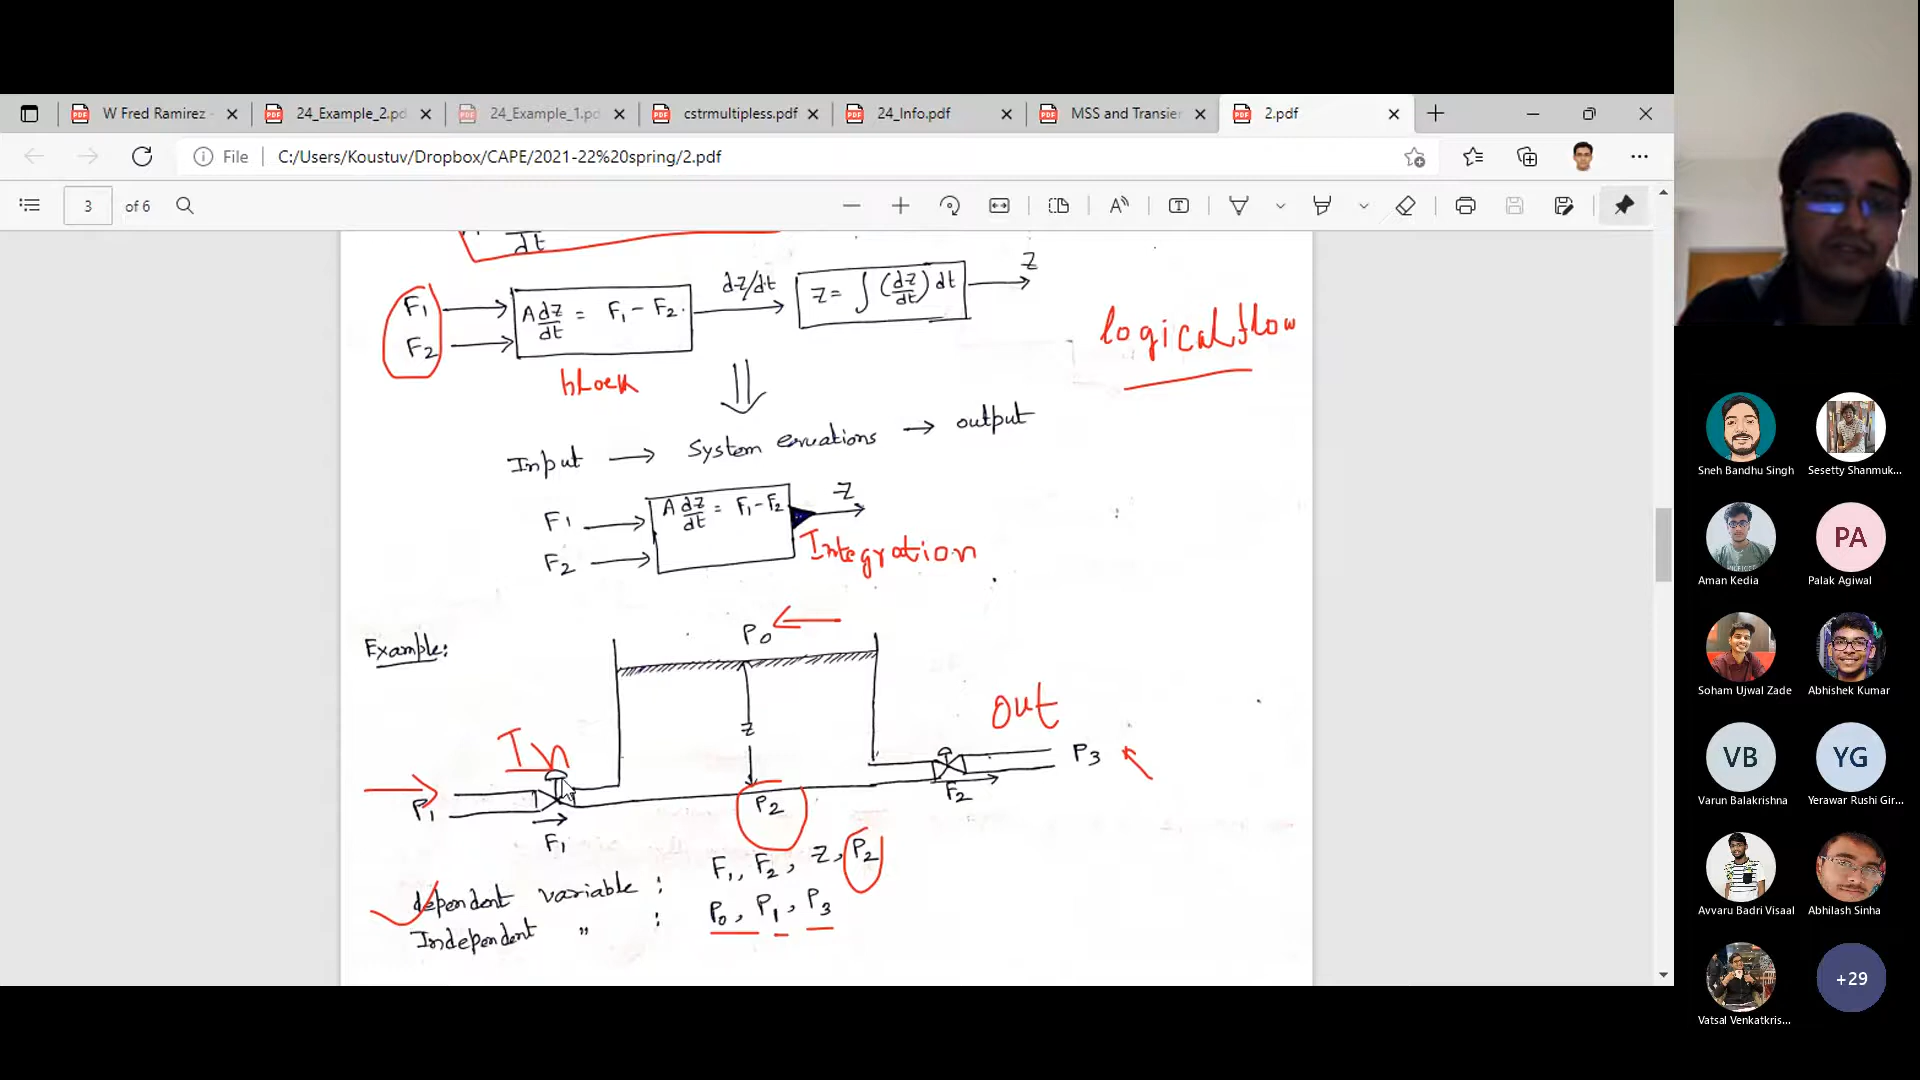 W Fred Ramirez -
24_Example_2.pd
24_Example_1.pd
cstrmultipless.pdf
24_Info.pdf
MSS and Transier
2.pdf
File
C:/Users/Koustuv/Dropbox/CAPE/2021-22%20spring/2.pdf
3 of 6
dt
F1
F2
A dz/dt = F1 - F2.
dz/dt
Z = ∫ (dz/dt) dt
Z
logical flow
block
Input → System equations → output
F1
F2
A dz/dt = F1 - F2
Z
Integration
Example:
P0
Z
In
out
P1
F1
P2
F2
P3
dependent variable : F1, F2, Z, P2
Independent " : P0, P1, P3
Sneh Bandhu Singh
Sesetty Shanmuk...
Aman Kedia
PA
Palak Agiwal
Soham Ujwal Zade
Abhishek Kumar
VB
Varun Balakrishna
YG
Yerawar Rushi Gir...
Avvaru Badri Visaal
Abhilash Sinha
Vatsal Venkatkris...
+29